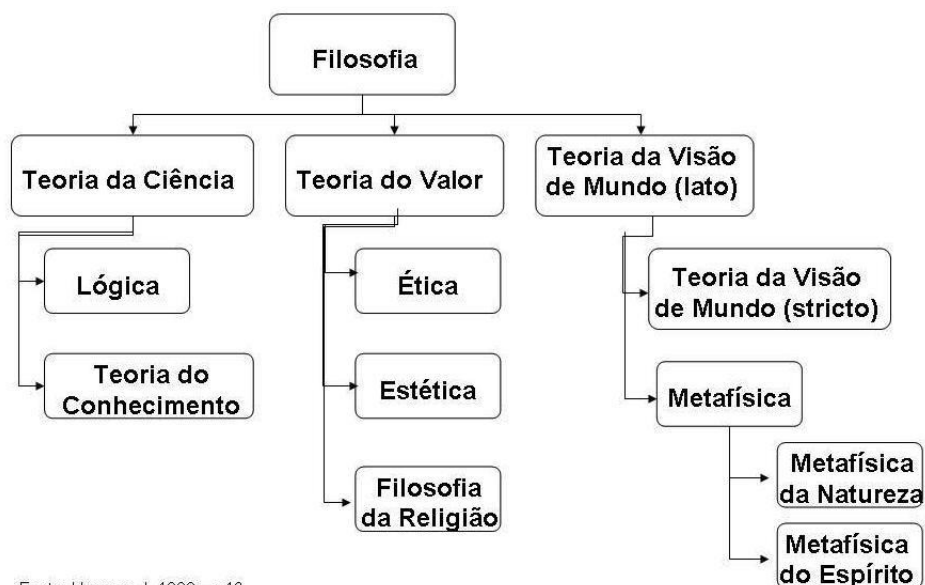 Filosofia
Teoria da Ciência
Teoria do Valor
Teoria da Visão
de Mundo (lato)
Lógica
Teoria do
Conhecimento
Ética
Estética
Filosofia
da Religião
Teoria da Visão
de Mundo (stricto)
Metafísica
Metafísica
da Natureza
Metafísica
do Espírito